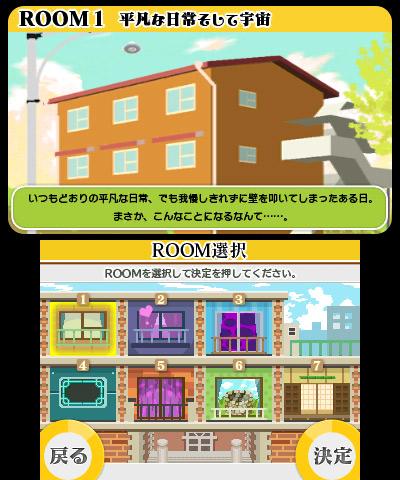 ROOM1 平凡な日常そして宇宙
いつもどおりの平凡な日常、でも我慢しきれずに壁を叩いてしまったある日。
まさか、こんなことになるなんて……。
ROOM選択
ROOMを選択して決定を押してください。
1 2 3
4 5 6 7
戻る 決定